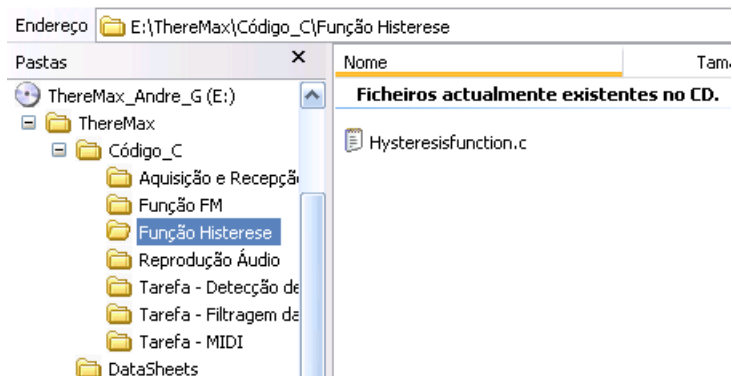 Endereço E:\ThereMax\Código_C\Função Histerese
Pastas x
Nome
ThereMax_Andre_G (E:)
ThereMax
Código_C
Aquisição e Recepçã
Função FM
Função Histerese
Reprodução Áudio
Tarefa - Detecção de
Tarefa - Filtragem da
Tarefa - MIDI
DataSheets
Tam
Ficheiros actualmente existentes no CD.
Hysteresisfunction.c